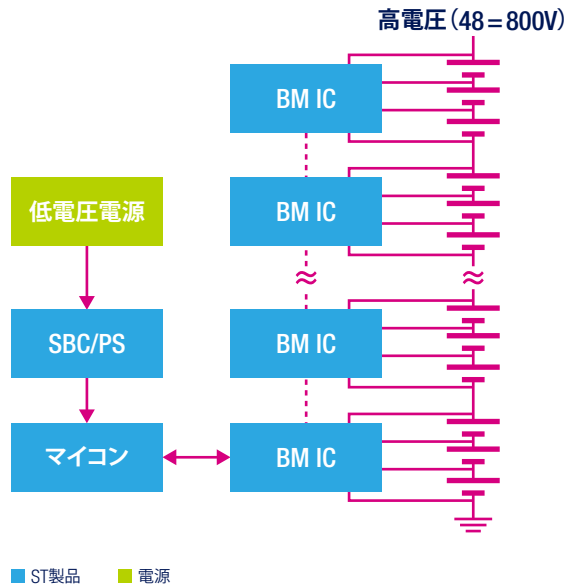 高電圧（48＝800V）
BM IC
低電圧電源
BM IC
SBC/PS
BM IC
マイコン
BM IC
ST製品
電源